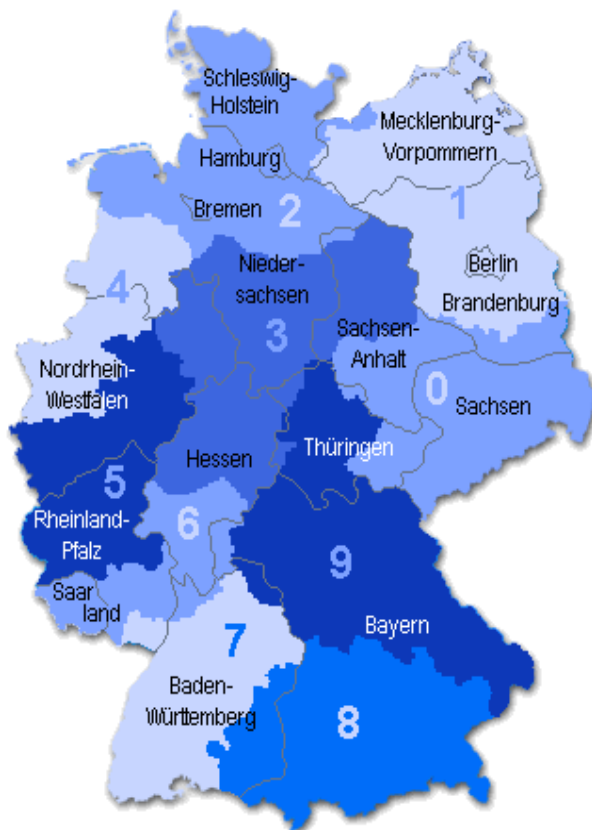 Schleswig-
Holstein
Mecklenburg-
Vorpommern
Hamburg
Bremen
2
1
Nieder-
sachsen
Berlin
Brandenburg
4
3
Sachsen-
Anhalt
Nordrhein-
Westfalen
0
Sachsen
Hessen
Thüringen
5
Rheinland-
Pfalz
6
9
Saar
land
Bayern
7
Baden-
Württemberg
8